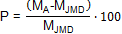 P = (M_A - M_JMD) / M_JMD · 100